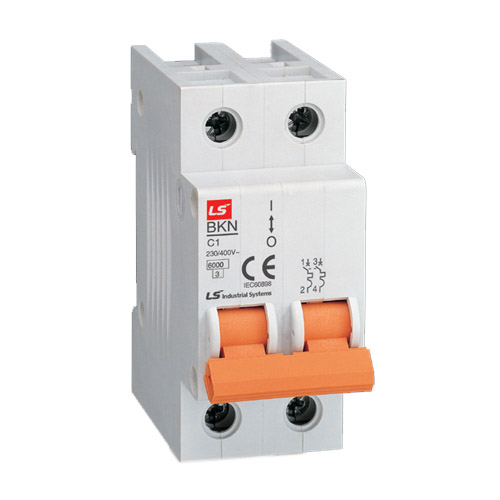 LS
BKN
C1
230/400V~
6000
3
I
O
CE
IEC60898
1 3
2 4
LS Industrial Systems